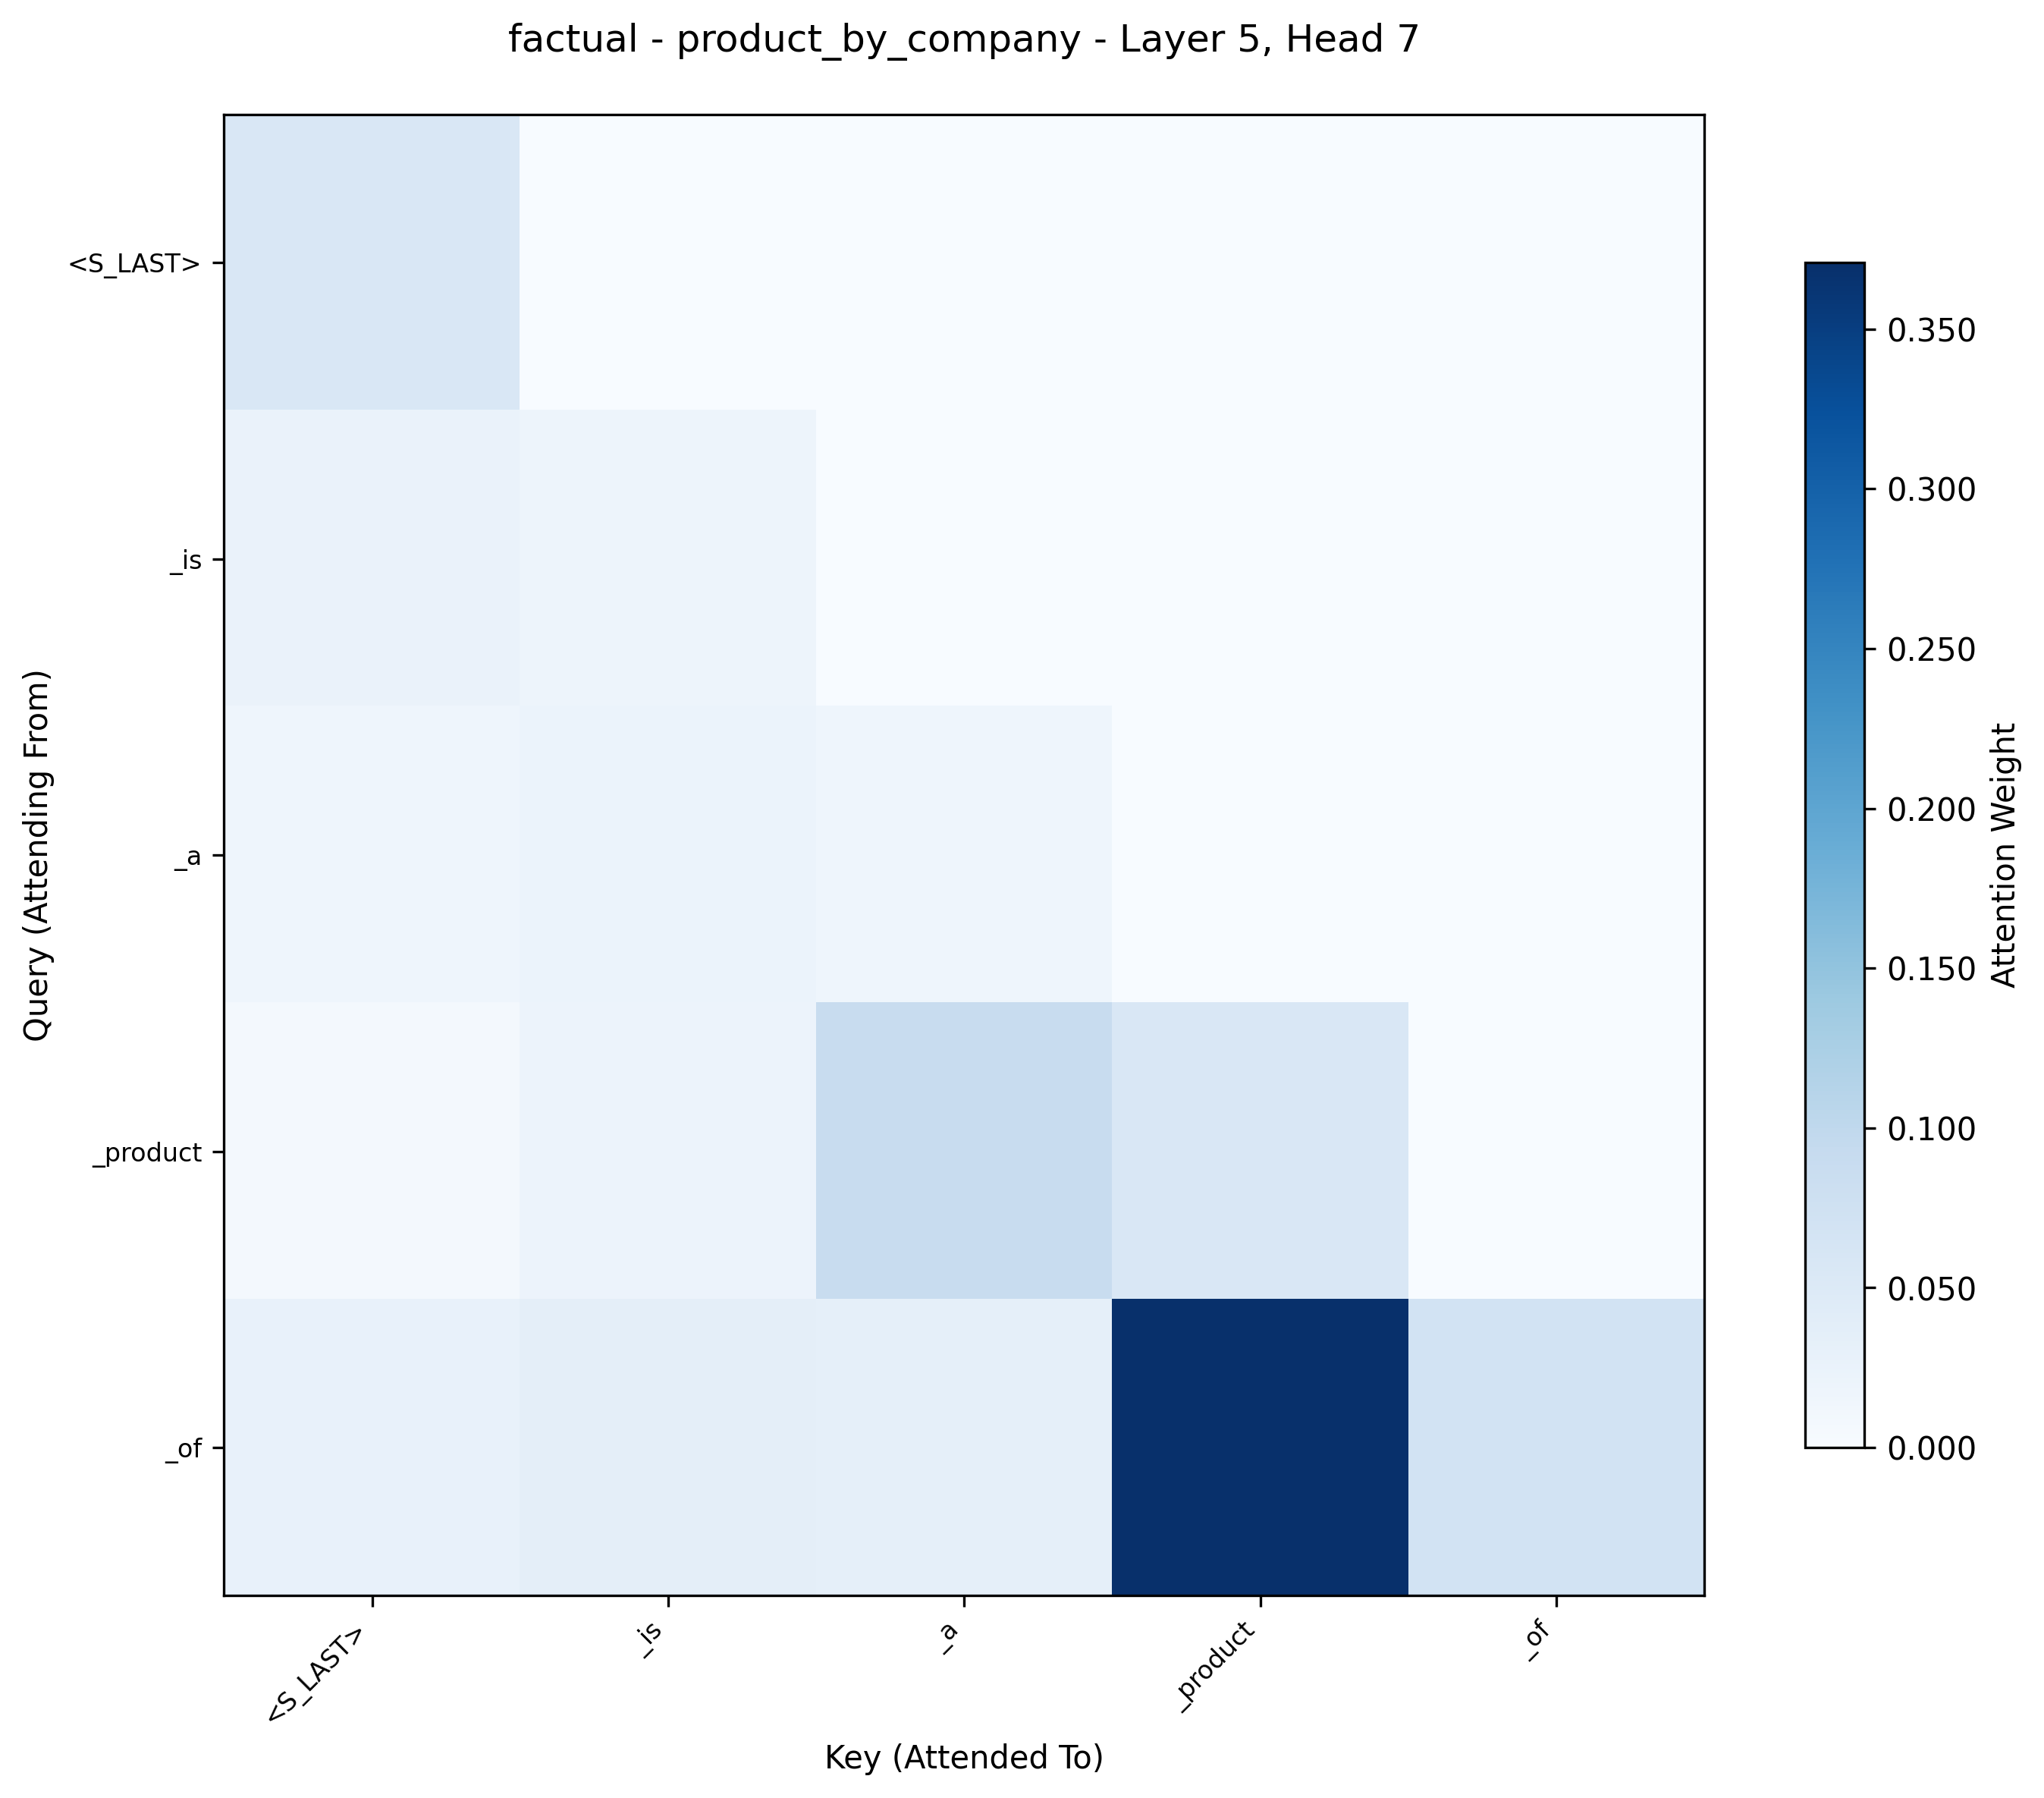 factual - product_by_company - Layer 5, Head 7
Query (Attending From)
<S_LAST>
_is
_a
_product
_of
<S_LAST>
_is
_a
_product
_of
Key (Attended To)
0.350
0.300
0.250
0.200
0.150
0.100
0.050
0.000
Attention Weight